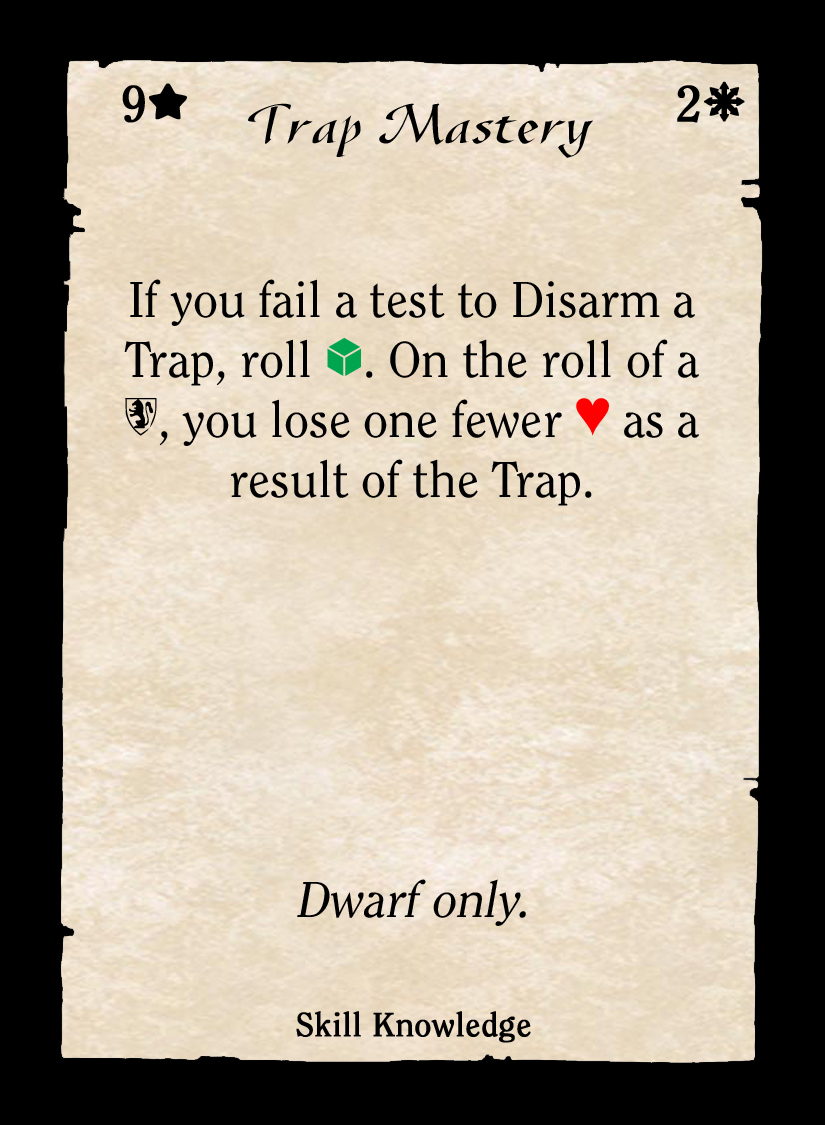 9★ Trap Mastery 2
If you fail a test to Disarm a
Trap, roll . On the roll of a
, you lose one fewer ♥ as a
result of the Trap.
Dwarf only.
Skill Knowledge